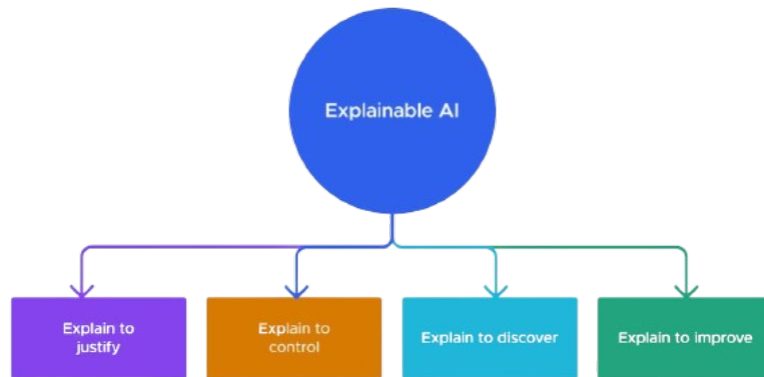 Explainable AI
Explain to
justify
Explain to
control
Explain to discover
Explain to improve